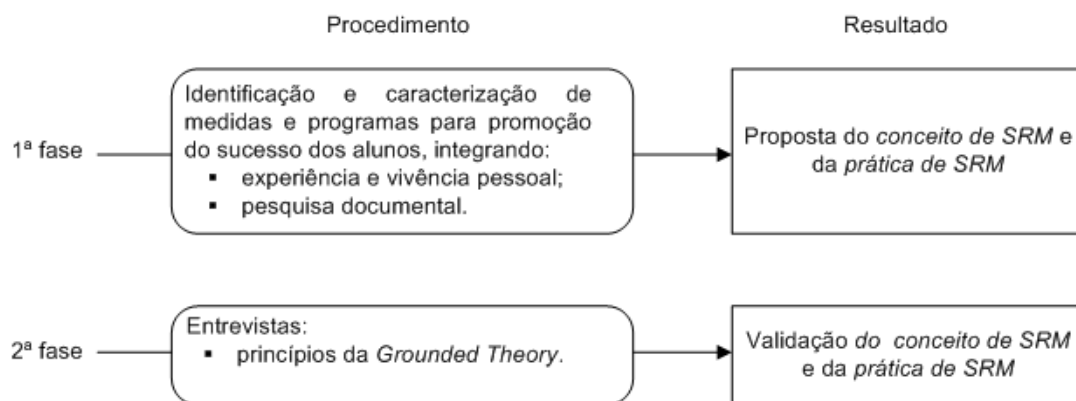 Procedimento
Resultado
1ª fase
Identificação e caracterização de
medidas e programas para promoção
do sucesso dos alunos, integrando:
▪ experiência e vivência pessoal;
▪ pesquisa documental.
Proposta do conceito de SRM e
da prática de SRM
2ª fase
Entrevistas:
▪ princípios da Grounded Theory.
Validação do conceito de SRM
e da prática de SRM